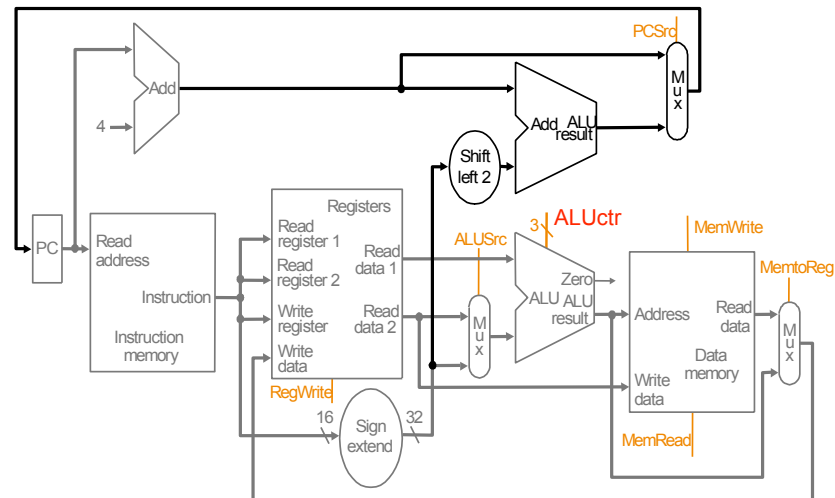 PCSrc
M
u
x
Add
4
Add
ALU
result
Shift
left 2
PC
Read
address
Instruction
Instruction
memory
Registers
Read
register 1
Read
register 2
Write
register
Write
data
Read
data 1
Read
data 2
RegWrite
16
Sign
extend
32
ALUSrc
M
u
x
3
ALUctr
Zero
ALU
ALU
result
MemWrite
Address
Read
data
Data
memory
Write
data
MemRead
MemtoReg
M
u
x